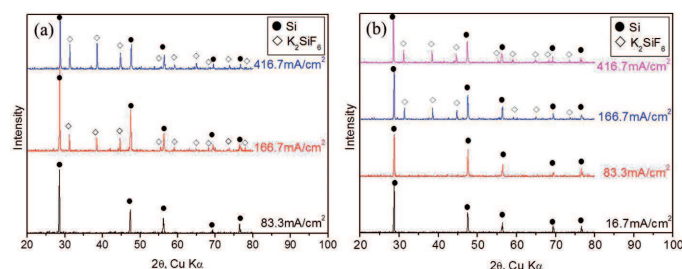 (a)
● Si
◇ K₂SiF₆
416.7mA/cm²
166.7mA/cm²
83.3mA/cm²
Intensity
20 30 40 50 60 70 80 90 100
2θ, Cu Kα
(b)
● Si
◇ K₂SiF₆
416.7mA/cm²
166.7mA/cm²
83.3mA/cm²
16.7mA/cm²
Intensity
20 30 40 50 60 70 80 90 100
2θ, Cu Kα